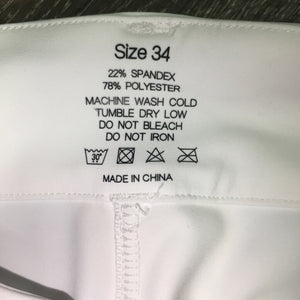 Size 34
22% SPANDEX
78% POLYESTER
MACHINE WASH COLD
TUMBLE DRY LOW
DO NOT BLEACH
DO NOT IRON
30°
MADE IN CHINA